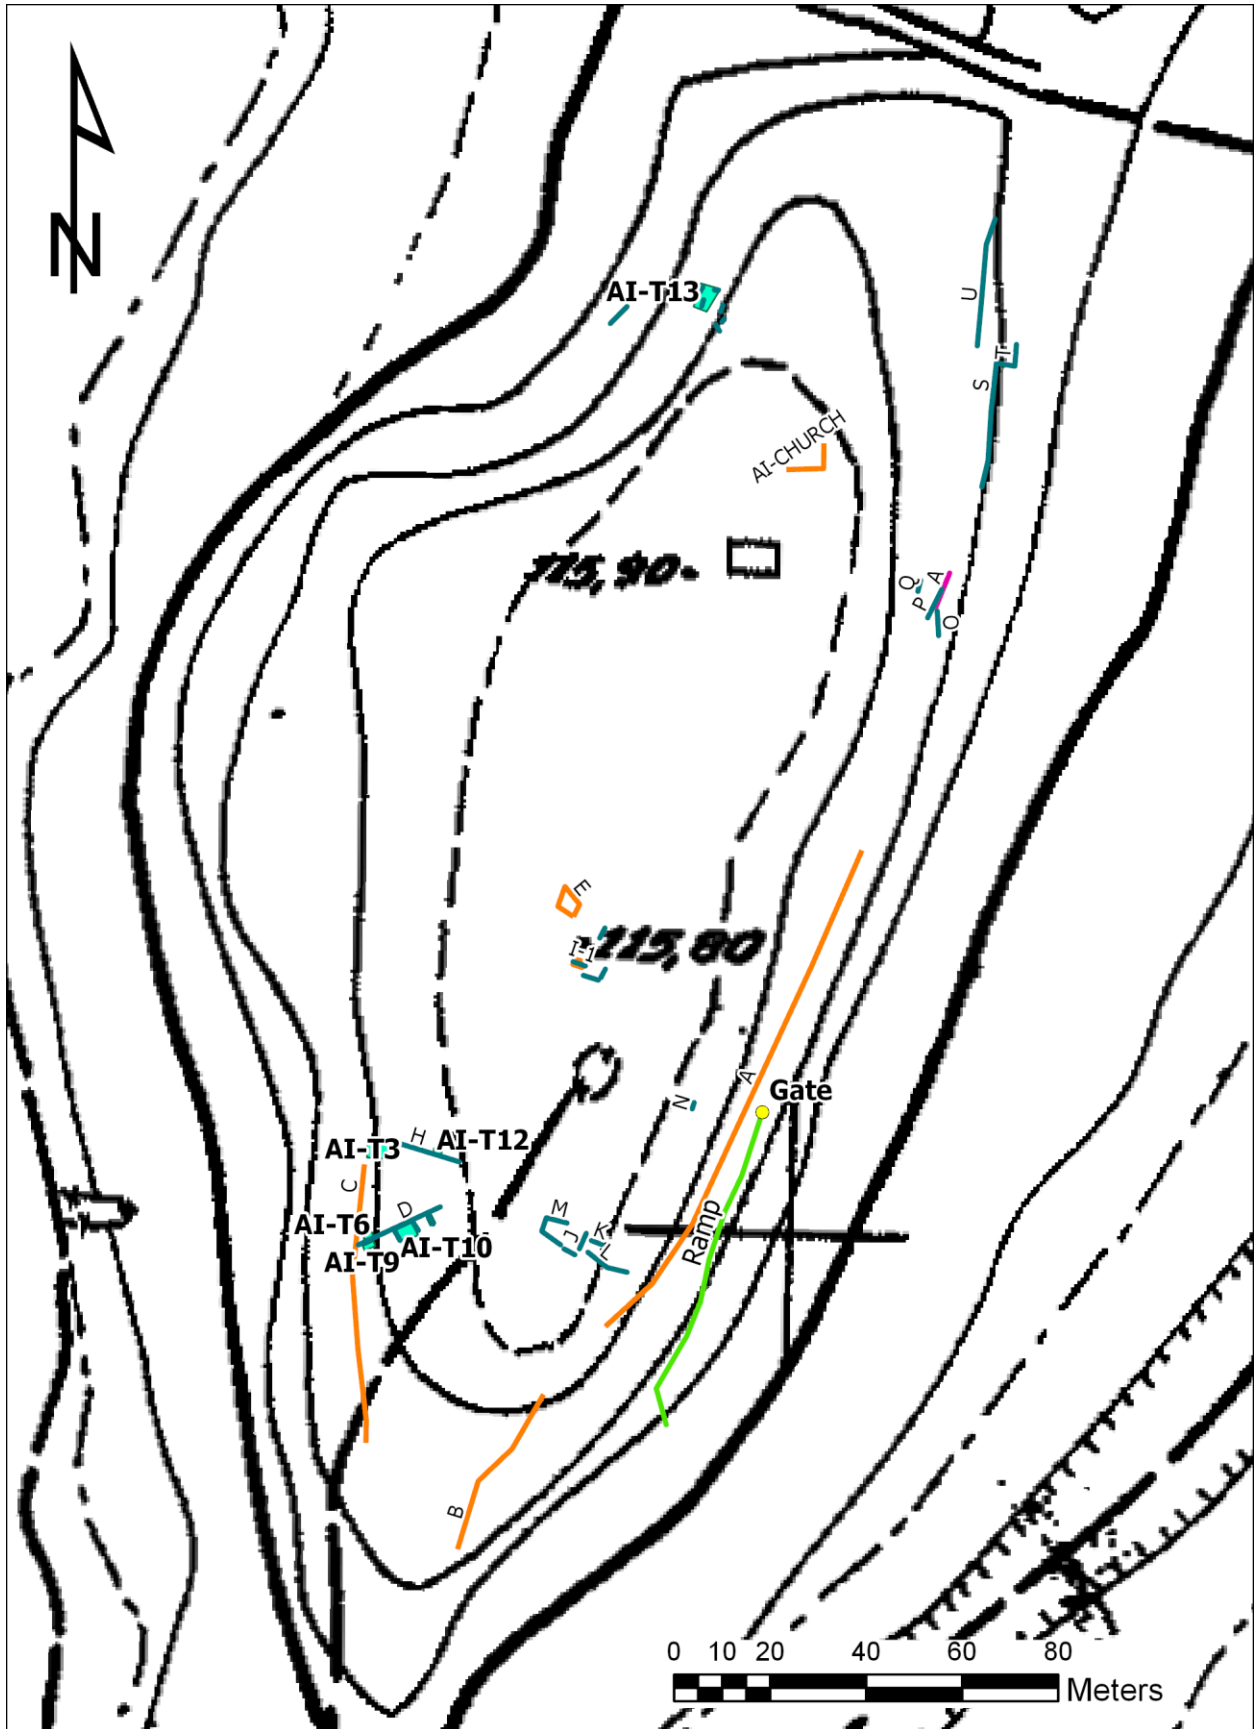 N
AI-T13
U
T
S
AI-CHURCH
115,90
Q
A
P
O
E
I-1
115,80
A
N
Gate
H
AI-T12
AI-T3
C
D
AI-T6
AI-T10
AI-T9
M
J
K
L
Ramp
B
0 10 20 40 60 80
Meters